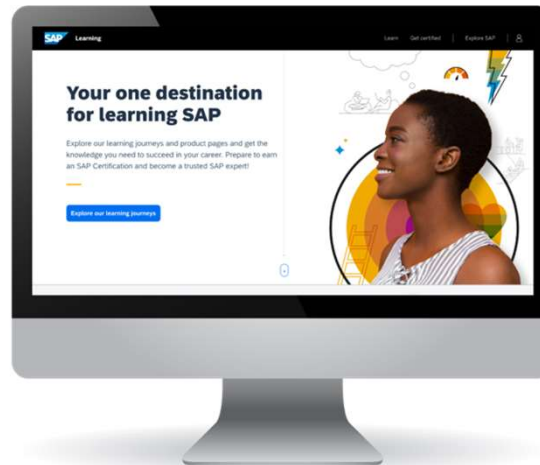 SAP Learning Learn Get certified Explore SAP
Your one destination
for learning SAP
Explore our learning journeys and product pages and get the
knowledge you need to succeed in your career. Prepare to earn
an SAP Certification and become a trusted SAP expert!
Explore our learning journeys